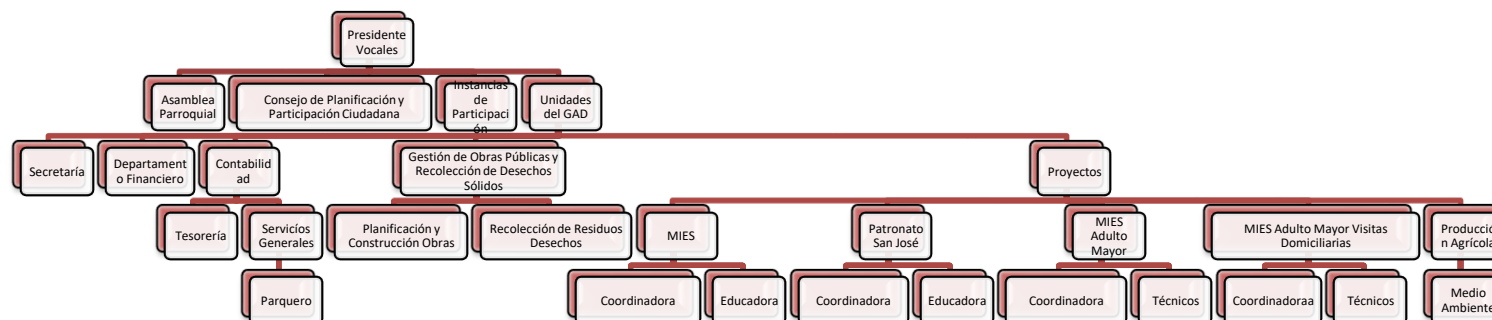 Presidente
Vocales
Asamblea
Parroquial
Consejo de Planificación y
Participación Ciudadana
Instancias
de
Participaci
ón
Unidades
del GAD
Secretaría
Departament
o Financiero
Contabilid
ad
Gestión de Obras Públicas y
Recolección de Desechos
Sólidos
Proyectos
Tesorería
Servicios
Generales
Planificación y
Construcción Obras
Recolección de Residuos
Desechos
MIES
Patronato
San José
MIES
Adulto
Mayor
MIES Adulto Mayor Visitas
Domiciliarias
Producció
n Agrícola
Parquero
Coordinadora
Educadora
Coordinadora
Educadora
Coordinadora
Técnicos
Coordinadoraa
Técnicos
Medio
Ambiente